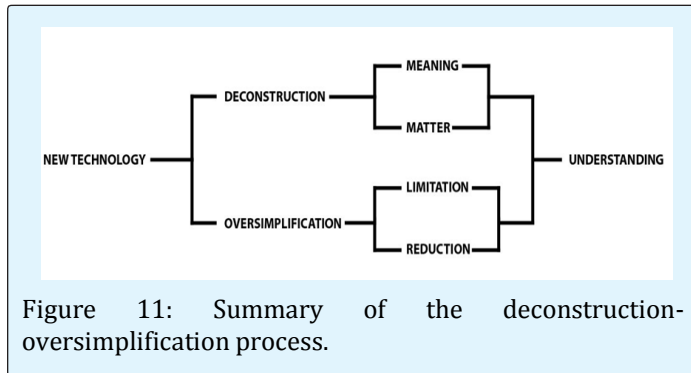 MEANING
DECONSTRUCTION
MATTER
NEW TECHNOLOGY
UNDERSTANDING
LIMITATION
OVERSIMPLIFICATION
REDUCTION
Figure 11: Summary of the deconstruction-
oversimplification process.